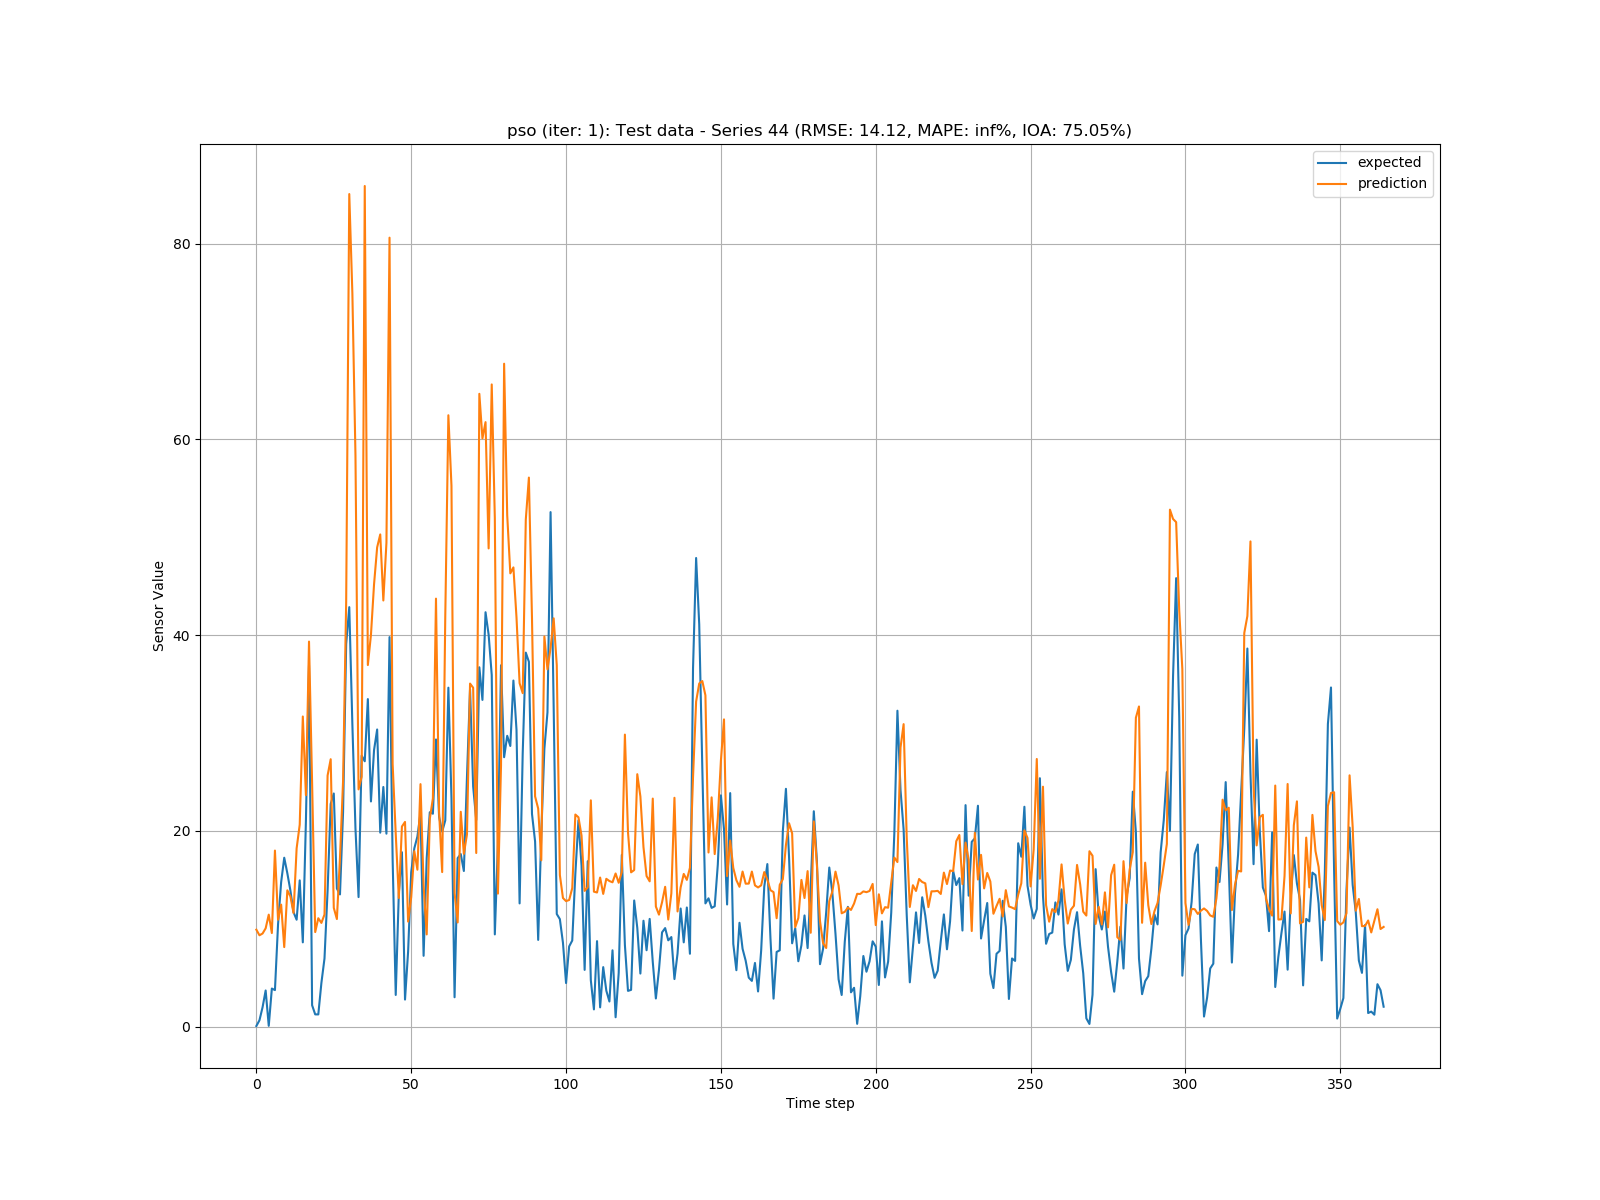 pso (iter: 1): Test data - Series 44 (RMSE: 14.12, MAPE: inf%, IOA: 75.05%)
expected
prediction
80
60
40
20
0
Sensor Value
0 50 100 150 200 250 300 350
Time step